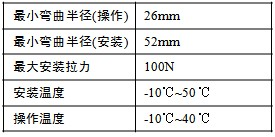 最小弯曲半径(操作) 26mm
最小弯曲半径(安装) 52mm
最大安装拉力 100N
安装温度 -10℃~50℃
操作温度 -10℃~40℃